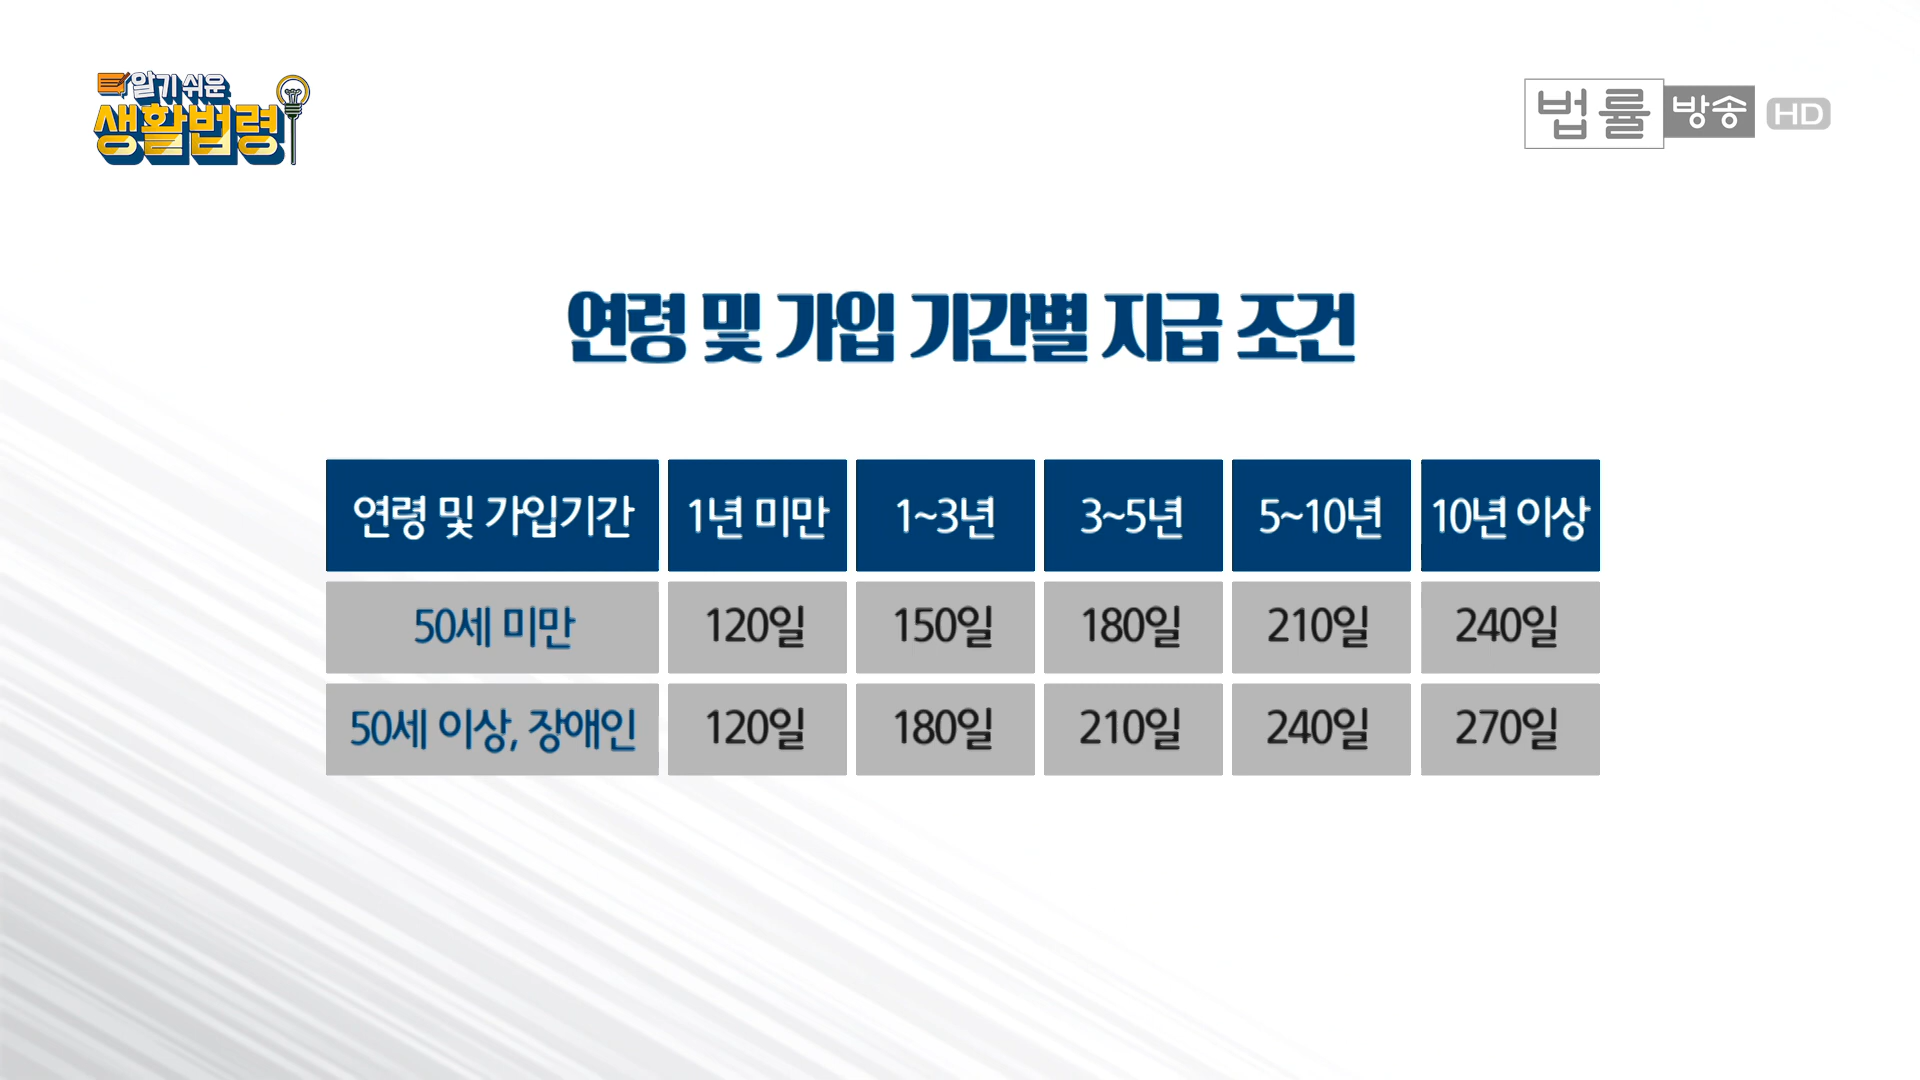 알기 쉬운
생활법령
법률방송 HD
연령 및 가입 기간별 지급 조건
연령 및 가입기간 1년 미만 1~3년 3~5년 5~10년 10년 이상
50세 미만 120일 150일 180일 210일 240일
50세 이상, 장애인 120일 180일 210일 240일 270일